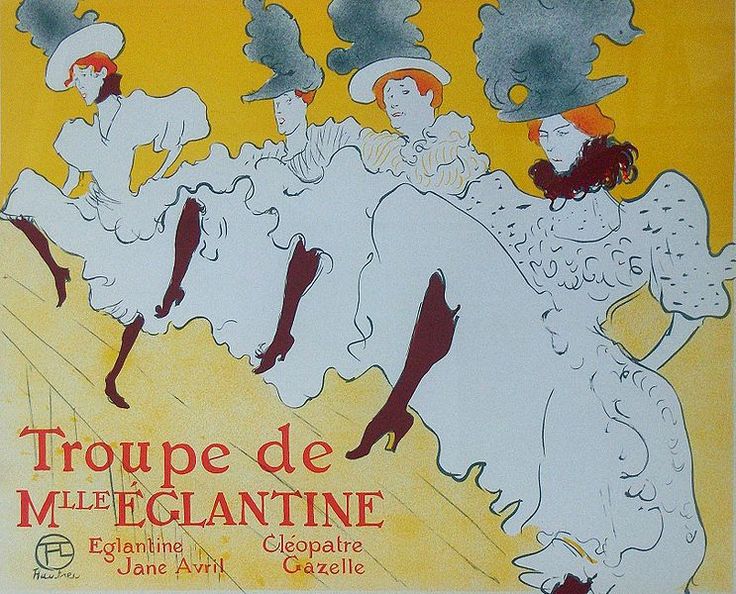 Troupe de
MLLE ÉGLANTINE
Eglantine Cléopatre
Jane Avril Gazelle